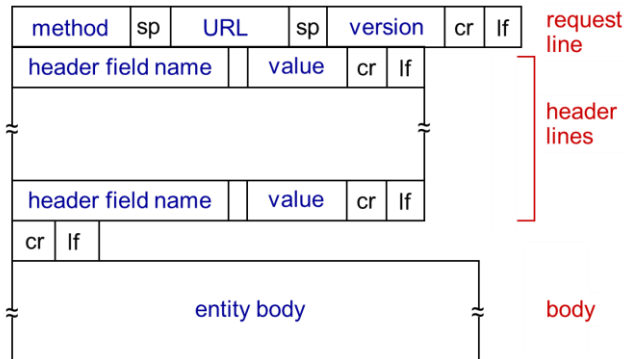 method sp URL sp version cr lf request line
header field name value cr lf
header lines
header field name value cr lf
cr lf
entity body body